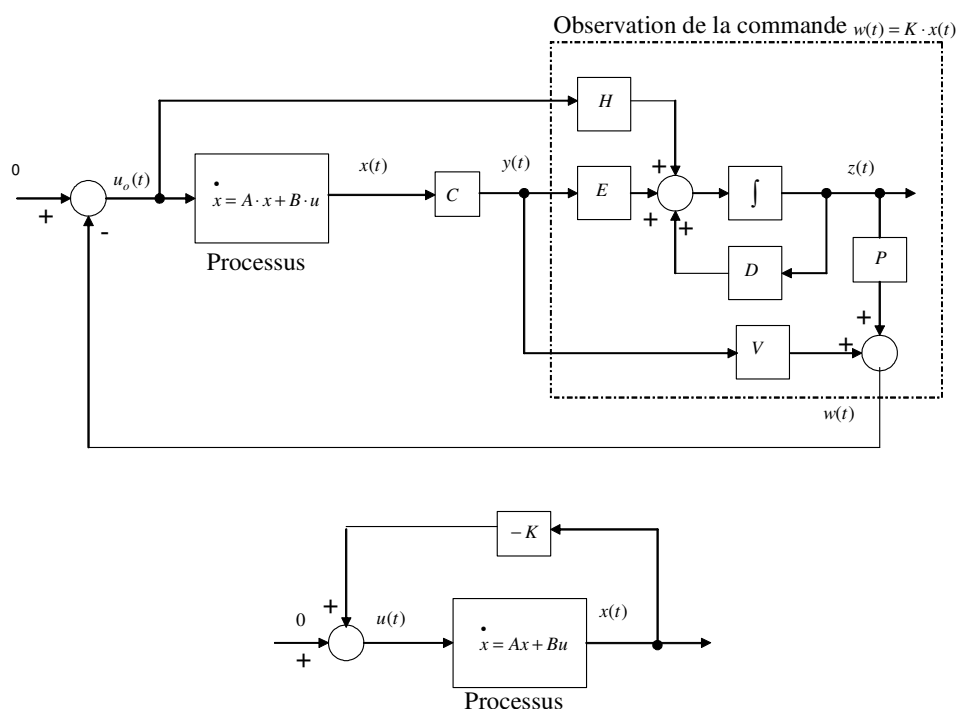 Observation de la commande w(t) = K · x(t)
H
0
u_o(t)
x(t)
y(t)
z(t)
+
ẋ = A · x + B · u
C
E
∫
+
+
+
-
Processus
D
P
+
V
+
w(t)
− K
+
0
u(t)
x(t)
+
ẋ = Ax + Bu
Processus